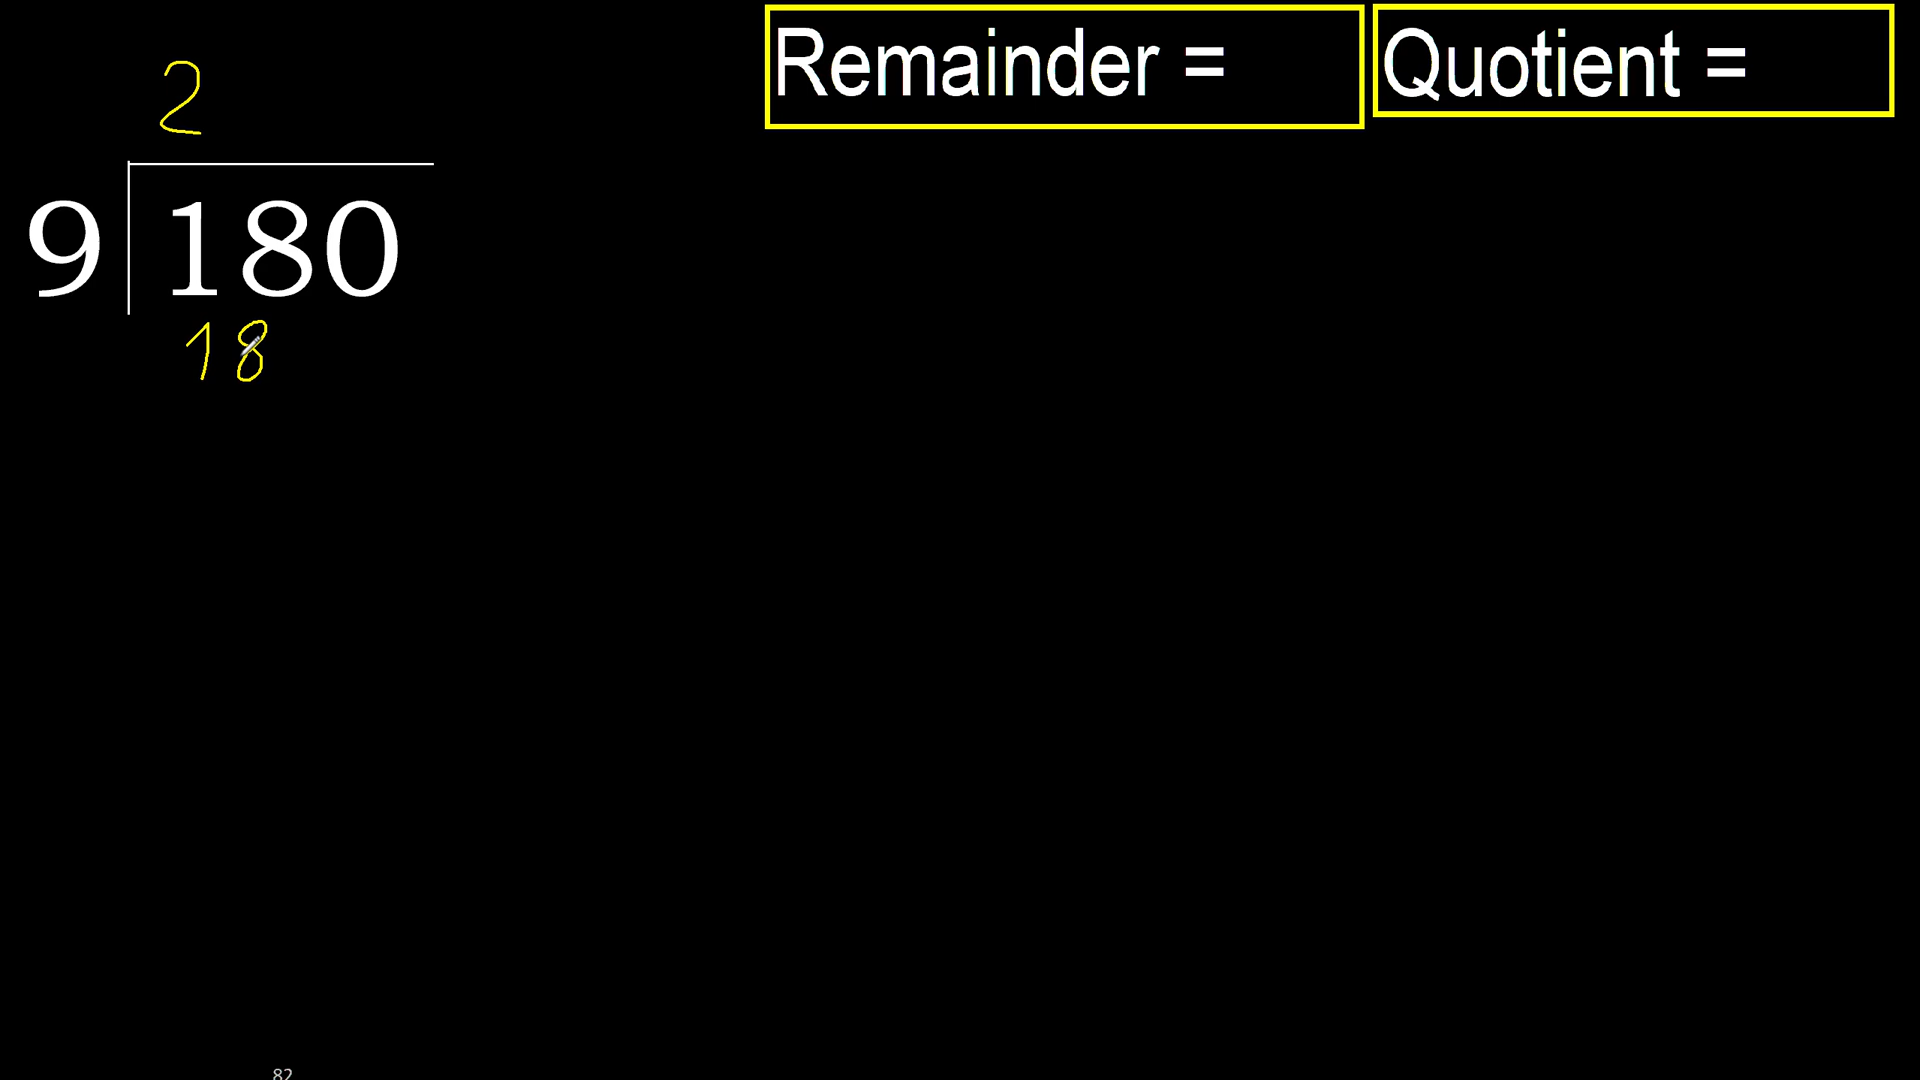 Remainder =
Quotient =
2
9 180
18
82